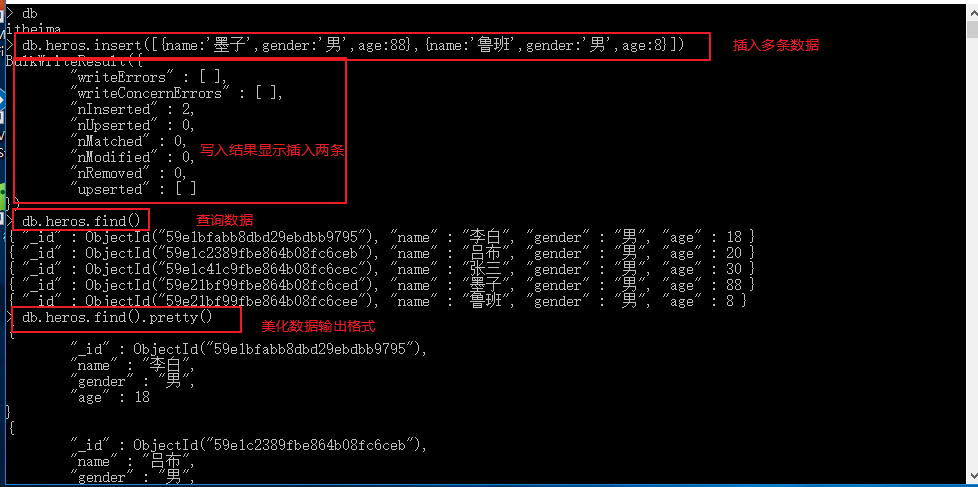 > db
itheima
> db.heros.insert([{name:'墨子',gender:'男',age:88},{name:'鲁班',gender:'男',age:8}])
插入多条数据
BulkWriteResult({
"writeErrors" : [ ],
"writeConcernErrors" : [ ],
"nInserted" : 2,
"nUpserted" : 0,
"nMatched" : 0,
"nModified" : 0,
写入结果显示插入两条
"nRemoved" : 0,
"upserted" : [ ]
})
> db.heros.find()
查询数据
{ "_id" : ObjectId("59e1bfabb8dbd29ebdbb9795"), "name" : "李白", "gender" : "男", "age" : 18 }
{ "_id" : ObjectId("59e1c2389fbe864b08fc6ceb"), "name" : "吕布", "gender" : "男", "age" : 20 }
{ "_id" : ObjectId("59e1c41c9fbe864b08fc6cec"), "name" : "张三", "gender" : "男", "age" : 30 }
{ "_id" : ObjectId("59e21bf99fbe864b08fc6ced"), "name" : "墨子", "gender" : "男", "age" : 88 }
{ "_id" : ObjectId("59e21bf99fbe864b08fc6cee"), "name" : "鲁班", "gender" : "男", "age" : 8 }
> db.heros.find().pretty()
美化数据输出格式
{
"_id" : ObjectId("59e1bfabb8dbd29ebdbb9795"),
"name" : "李白",
"gender" : "男",
"age" : 18
}
{
"_id" : ObjectId("59e1c2389fbe864b08fc6ceb"),
"name" : "吕布",
"gender" : "男",